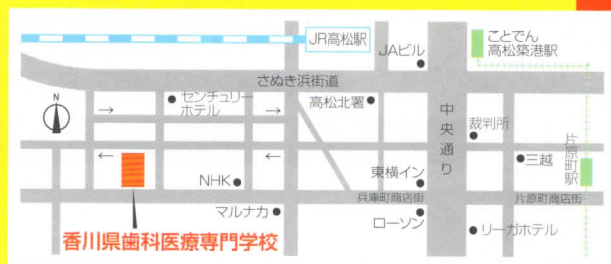 JR高松駅
ことでん
高松築港駅
JAビル
さぬき浜街道
センチュリー
ホテル
高松北署
中央通り
裁判所
片原町駅
N
→
→
←
←
三越
NHK
東横イン
兵庫町商店街
片原町商店街
マルナカ
ローソン
リーガホテル
香川県歯科医療専門学校